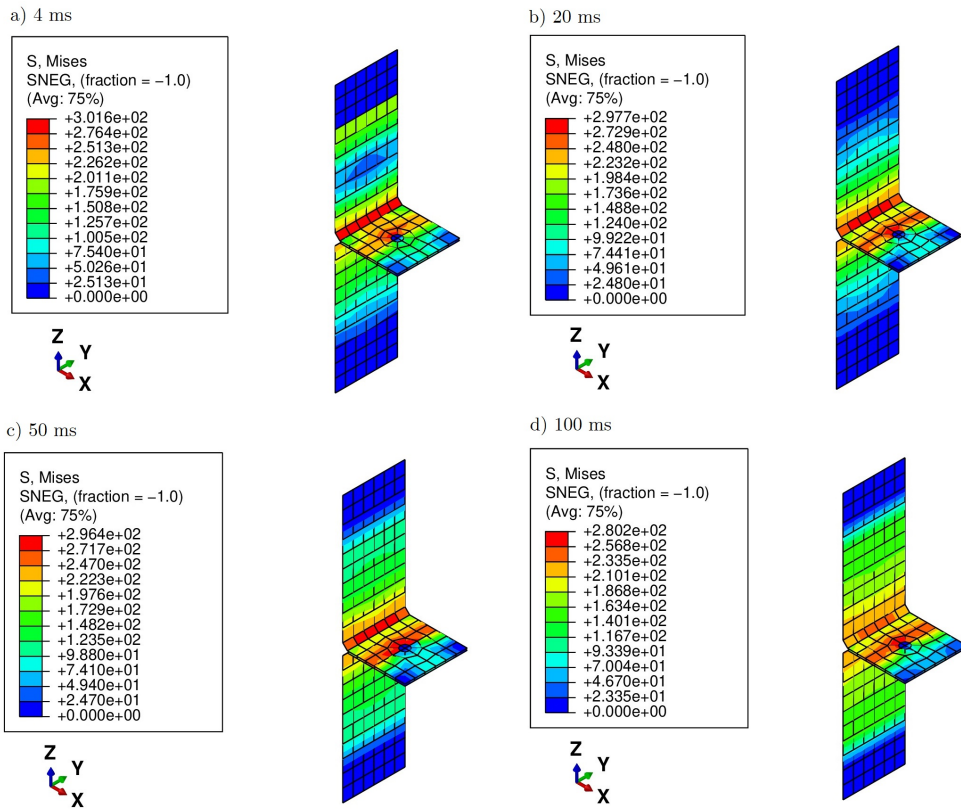 a) 4 ms
S, Mises
SNEG, (fraction = −1.0)
(Avg: 75%)
+3.016e+02
+2.764e+02
+2.513e+02
+2.262e+02
+2.011e+02
+1.759e+02
+1.508e+02
+1.257e+02
+1.005e+02
+7.540e+01
+5.026e+01
+2.513e+01
+0.000e+00
Z
Y
X
b) 20 ms
S, Mises
SNEG, (fraction = −1.0)
(Avg: 75%)
+2.977e+02
+2.729e+02
+2.480e+02
+2.232e+02
+1.984e+02
+1.736e+02
+1.488e+02
+1.240e+02
+9.922e+01
+7.441e+01
+4.961e+01
+2.480e+01
+0.000e+00
Z
Y
X
c) 50 ms
S, Mises
SNEG, (fraction = −1.0)
(Avg: 75%)
+2.964e+02
+2.717e+02
+2.470e+02
+2.223e+02
+1.976e+02
+1.729e+02
+1.482e+02
+1.235e+02
+9.880e+01
+7.410e+01
+4.940e+01
+2.470e+01
+0.000e+00
Z
Y
X
d) 100 ms
S, Mises
SNEG, (fraction = −1.0)
(Avg: 75%)
+2.802e+02
+2.568e+02
+2.335e+02
+2.101e+02
+1.868e+02
+1.634e+02
+1.401e+02
+1.167e+02
+9.339e+01
+7.004e+01
+4.670e+01
+2.335e+01
+0.000e+00
Z
Y
X